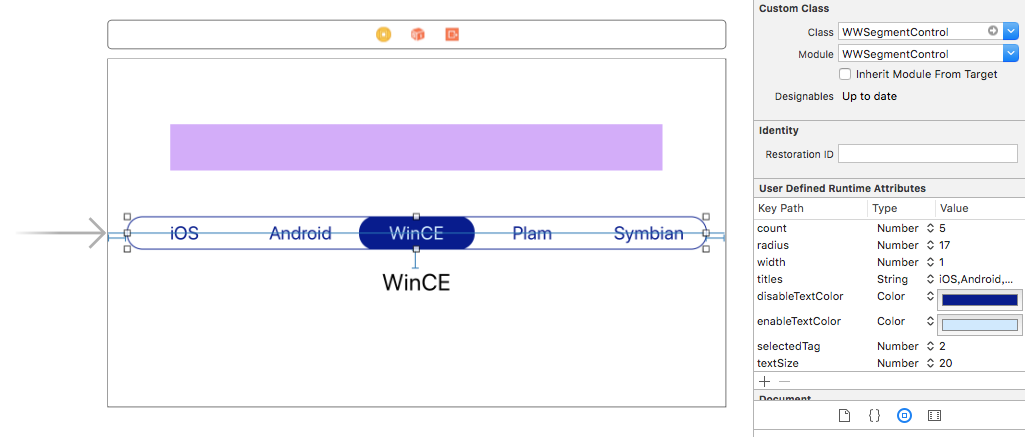 iOS
Android
WinCE
Plam
Symbian
WinCE
Custom Class
Class WWSegmentControl
Module WWSegmentControl
Inherit Module From Target
Designables Up to date
Identity
Restoration ID
User Defined Runtime Attributes
Key Path Type Value
count Number 5
radius Number 17
width Number 1
titles String iOS,Android,...
disableTextColor Color
enableTextColor Color
selectedTag Number 2
textSize Number 20
Document